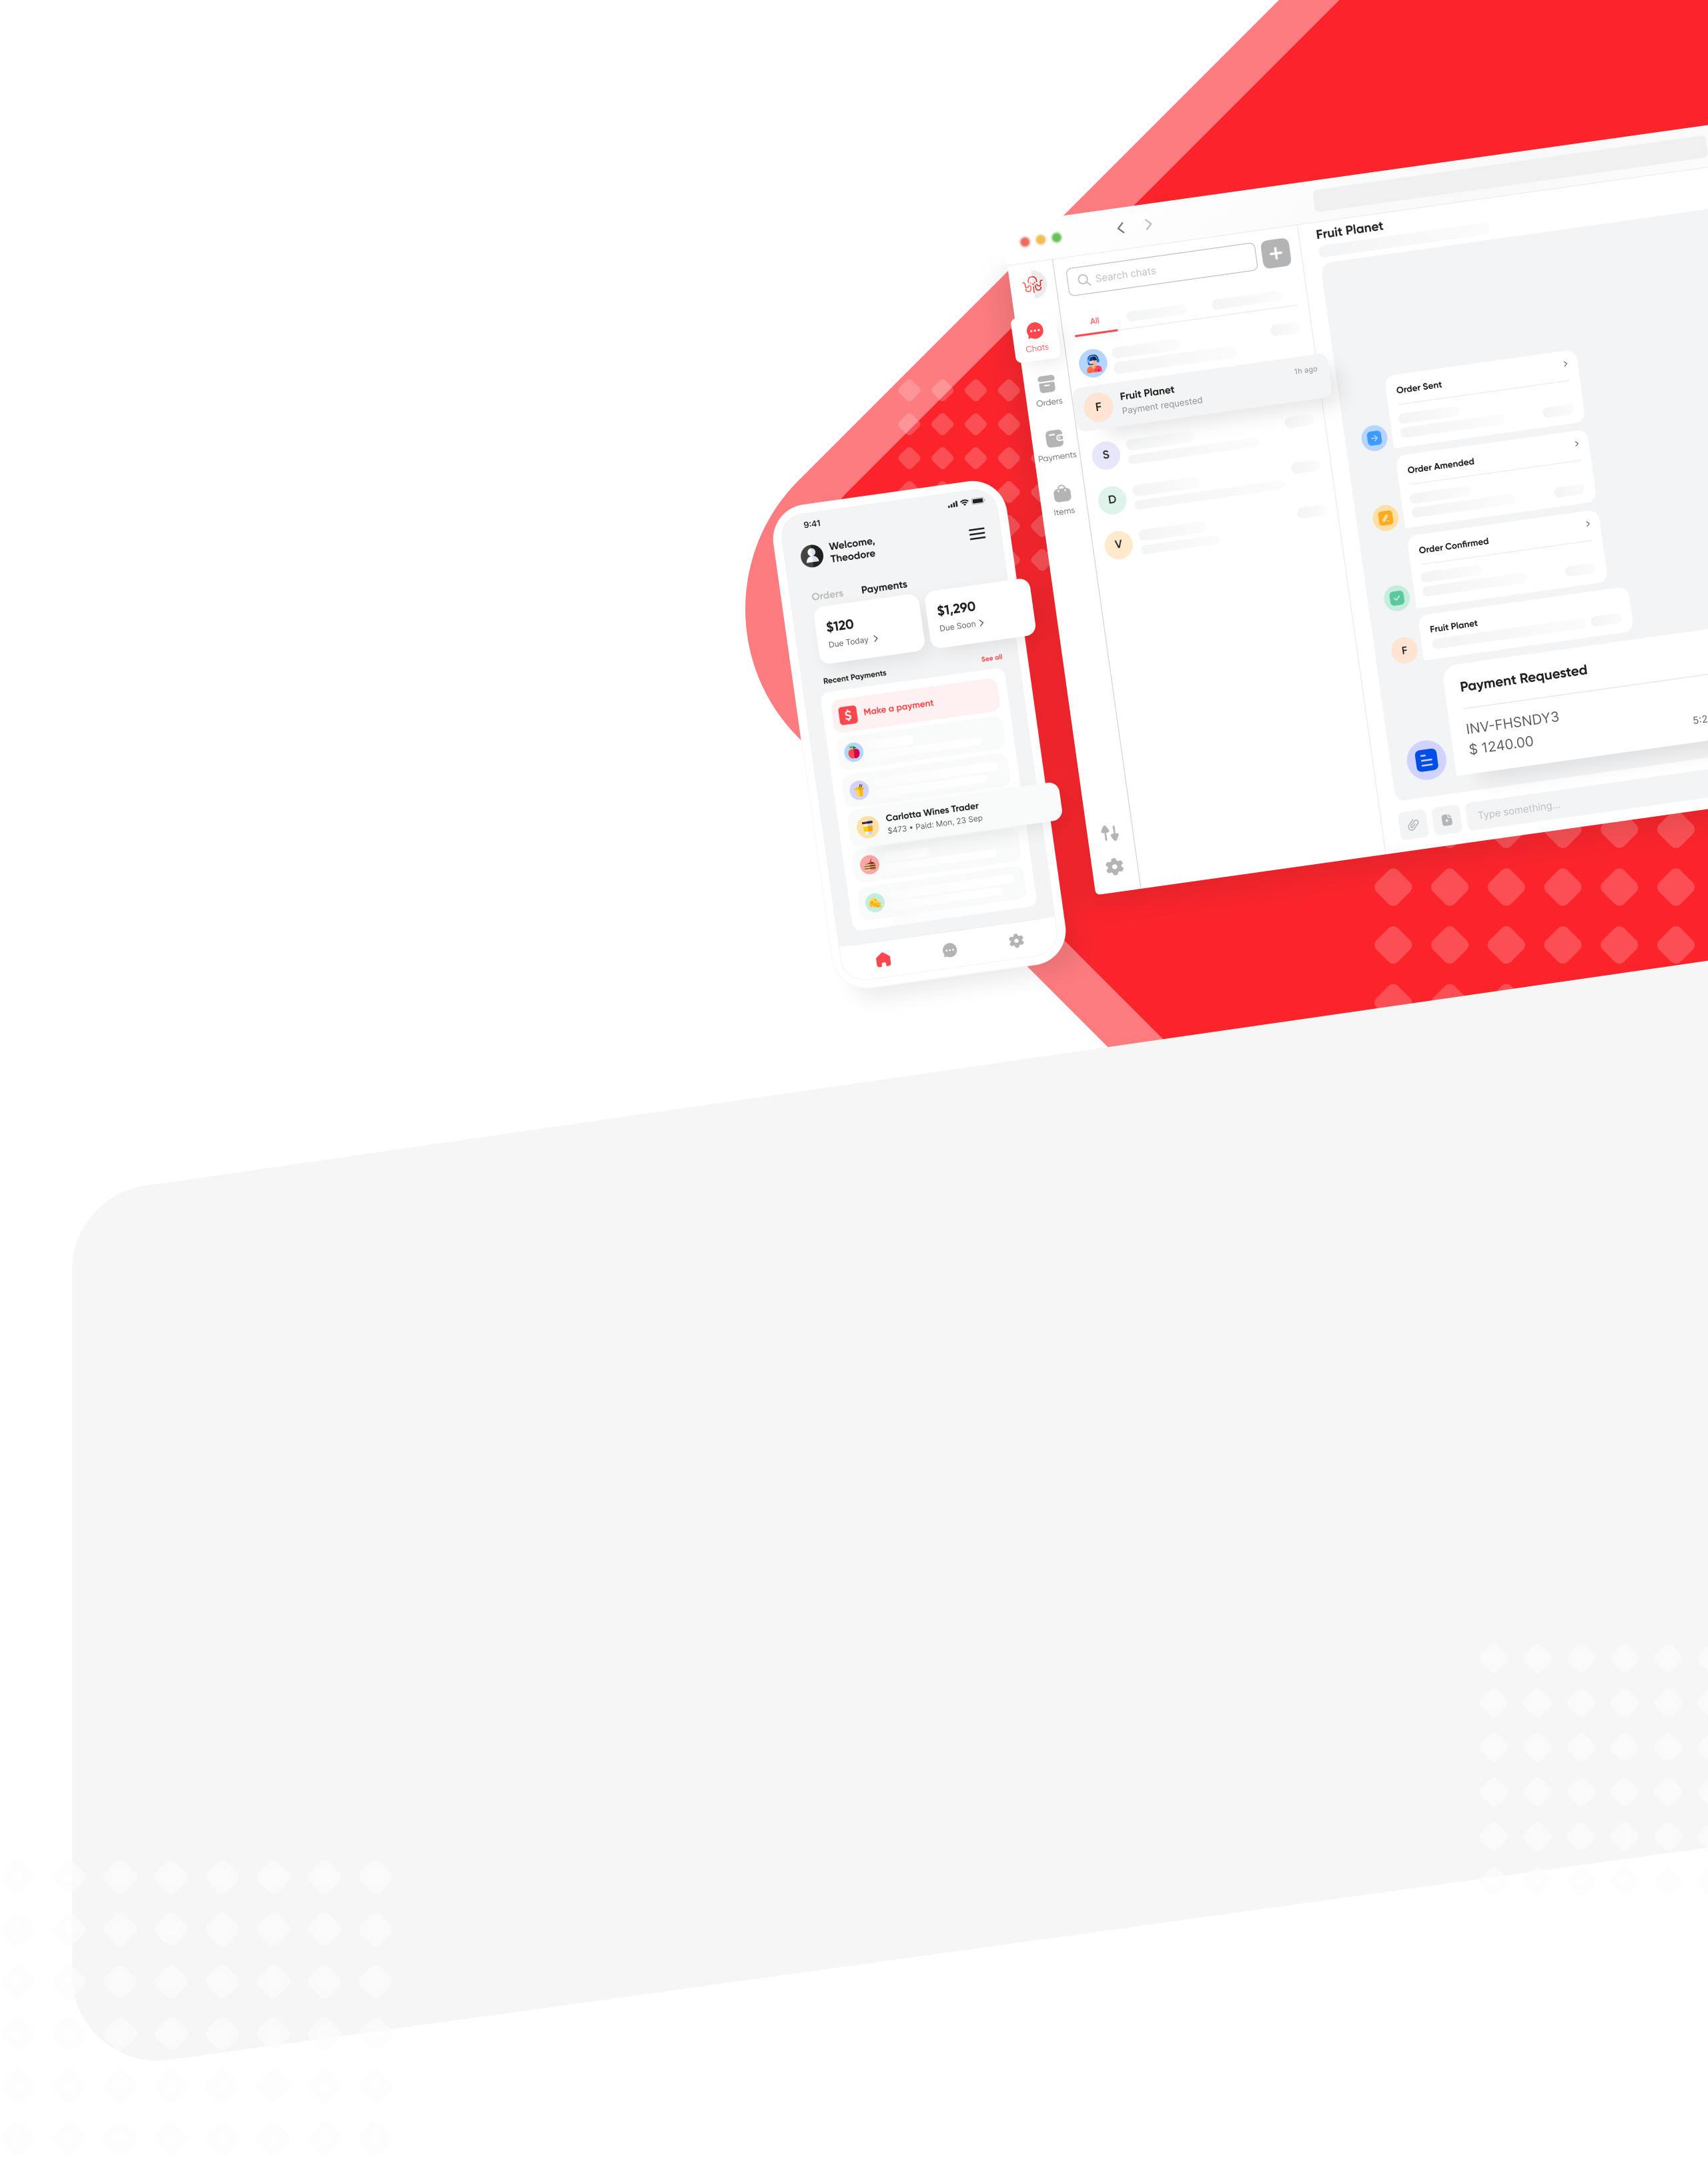 Fruit Planet
Search chats
All
Chats
Orders
Payments
Items
Fruit Planet
1h ago
Payment requested
F
S
D
V
Order Sent
Order Amended
Order Confirmed
Fruit Planet
F
Payment Requested
INV-FHSNDY3
$ 1240.00
5:2
Type something...
9:41
Welcome,
Theodore
Orders
Payments
$120
Due Today
$1,290
Due Soon
Recent Payments
See all
Make a payment
Carlotta Wines Trader
$473 • Paid: Mon, 23 Sep